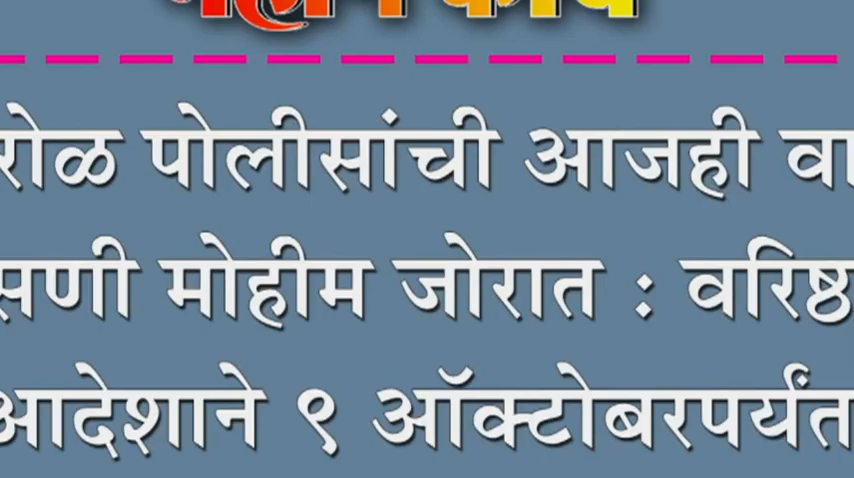 रोळ पोलीसांची आजही वा
सणी मोहीम जोरात : वरिष्ठ
आदेशाने ९ ऑक्टोबरपर्यंत